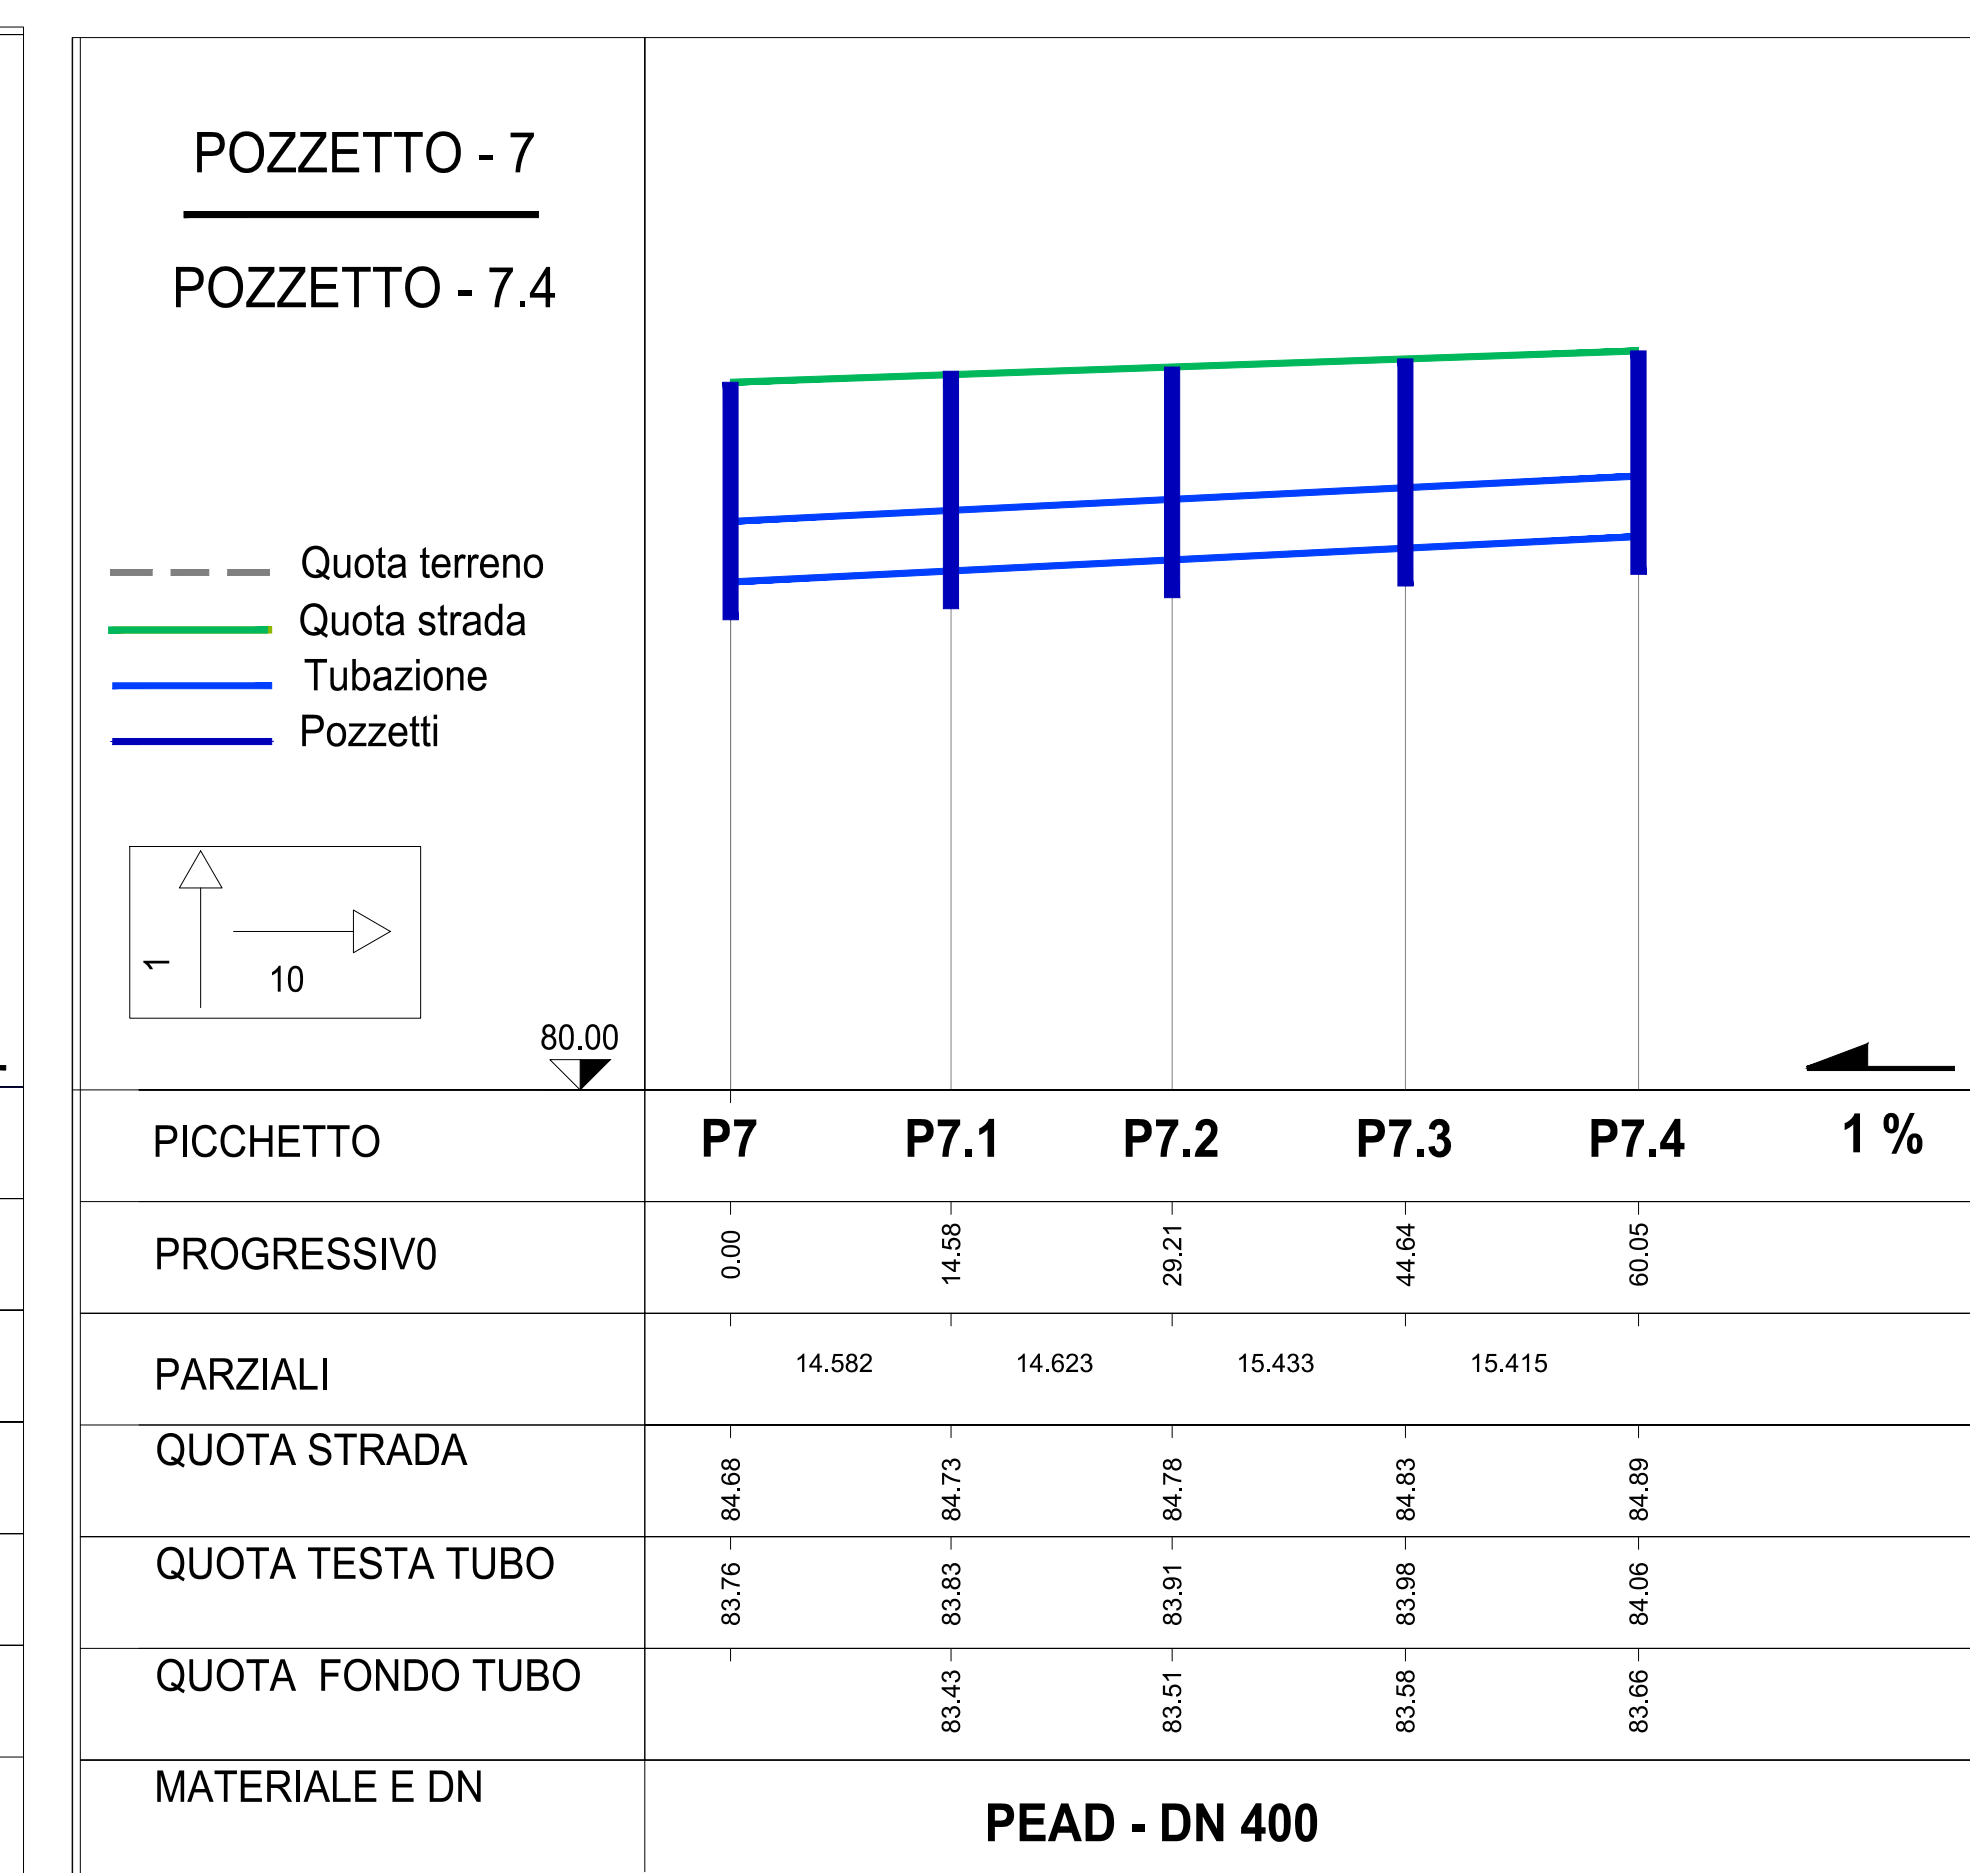 POZZETTO - 7
POZZETTO - 7.4
Quota terreno
Quota strada
Tubazione
Pozzetti
1
10
80.00
PICCHETTO P7 P7.1 P7.2 P7.3 P7.4 1 %
PROGRESSIV0 0.00 14.58 29.21 44.64 60.05
PARZIALI 14.582 14.623 15.433 15.415
QUOTA STRADA 84.68 84.73 84.78 84.83 84.89
QUOTA TESTA TUBO 83.76 83.83 83.91 83.98 84.06
QUOTA FONDO TUBO 83.43 83.51 83.58 83.66
MATERIALE E DN PEAD - DN 400